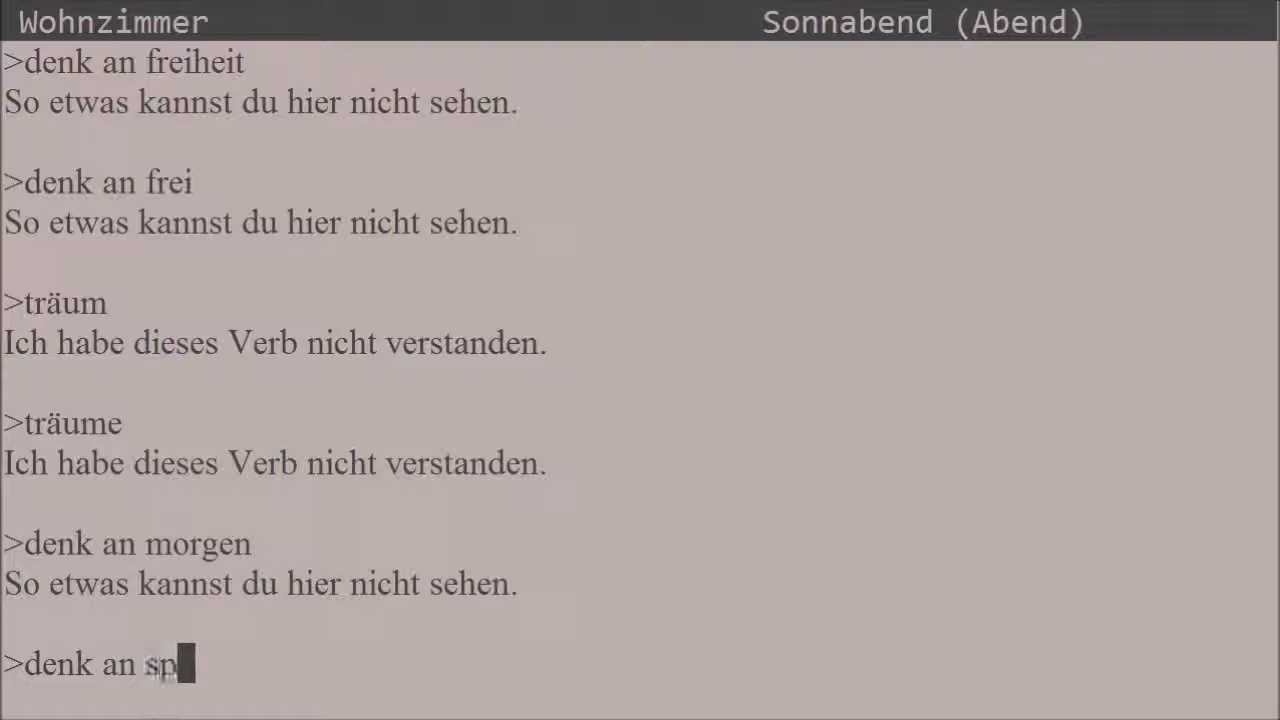 Wohnzimmer Sonnabend (Abend)
>denk an freiheit
So etwas kannst du hier nicht sehen.
>denk an frei
So etwas kannst du hier nicht sehen.
>träum
Ich habe dieses Verb nicht verstanden.
>träume
Ich habe dieses Verb nicht verstanden.
>denk an morgen
So etwas kannst du hier nicht sehen.
>denk an sp